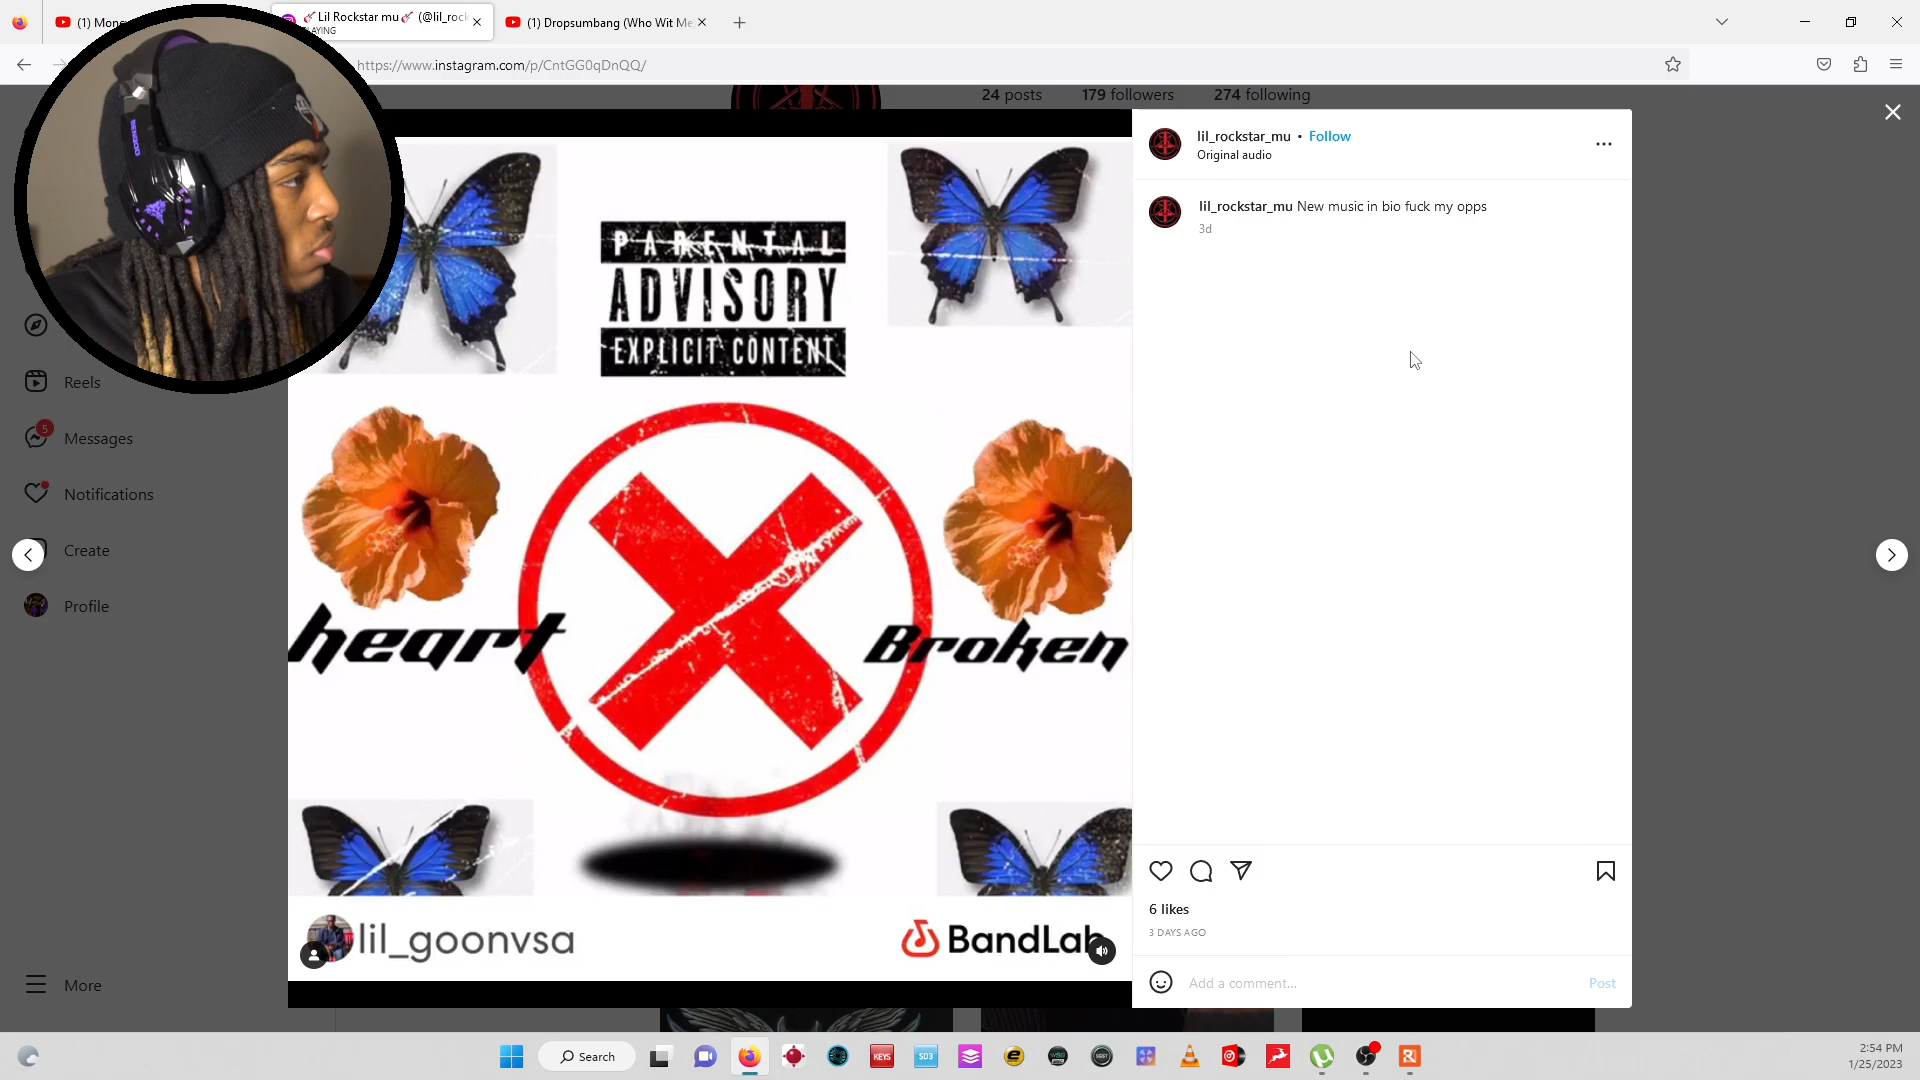 (1) Mone
Lil Rockstar mu (@lil_rock
PLAYING
(1) Dropsumbang (Who Wit Me
https://www.instagram.com/p/CntGG0qDnQQ/
24 posts 179 followers 274 following
lil_rockstar_mu • Follow
Original audio
lil_rockstar_mu New music in bio fuck my opps
3d
PARENTAL
ADVISORY
EXPLICIT CONTENT
heart Broken
lil_goonvsa
BandLab
Reels
5
Messages
Notifications
Create
Profile
More
6 likes
3 DAYS AGO
Add a comment...
Post
Search
KEYS
SD3
2:54 PM
1/25/2023